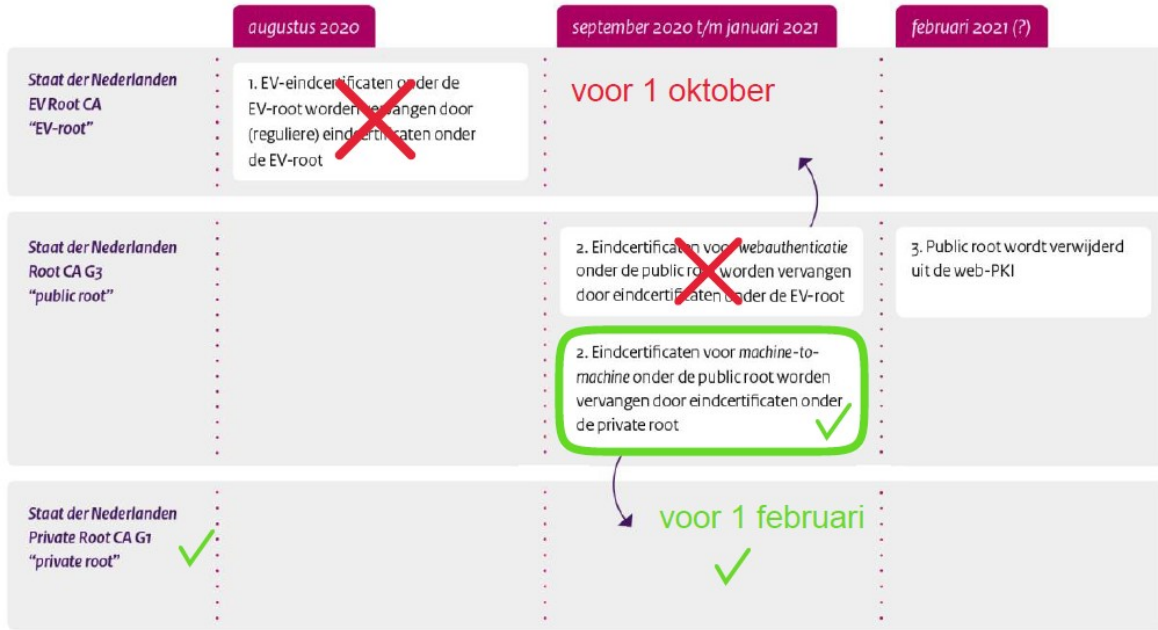 augustus 2020
september 2020 t/m januari 2021
februari 2021 (?)
Staat der Nederlanden
EV Root CA
“EV-root”
1. EV-eindcertificaten onder de
EV-root worden vervangen door
(reguliere) eindcertificaten onder
de EV-root
voor 1 oktober
Staat der Nederlanden
Root CA G3
“public root”
2. Eindcertificaten voor webauthenticatie
onder de public root worden vervangen
door eindcertificaten onder de EV-root
3. Public root wordt verwijderd
uit de web-PKI
2. Eindcertificaten voor machine-to-
machine onder de public root worden
vervangen door eindcertificaten onder
de private root
Staat der Nederlanden
Private Root CA G1
“private root”
voor 1 februari